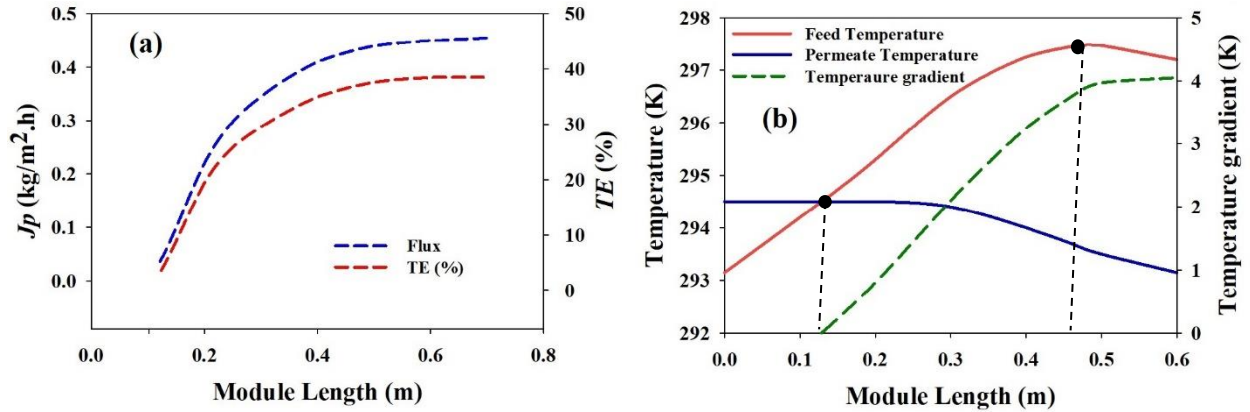 (a)
0.5
0.4
0.3
0.2
0.1
0.0
Jp (kg/m².h)
50
40
30
20
10
0
TE (%)
Flux
TE (%)
0.0 0.2 0.4 0.6 0.8
Module Length (m)
(b)
298
297
296
295
294
293
292
Temperature (K)
5
4
3
2
1
0
Temperature gradient (K)
Feed Temperature
Permeate Temperature
Temperaure gradient
0.0 0.1 0.2 0.3 0.4 0.5 0.6
Module Length (m)